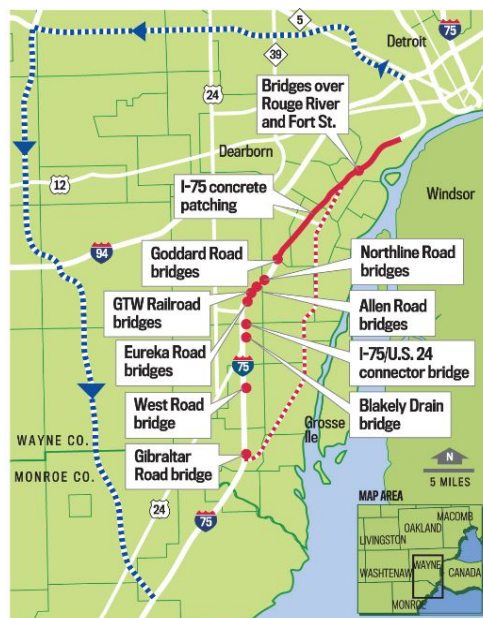 5
75
Detroit
39
24
Bridges over
Rouge River
and Fort St.
Dearborn
12
Windsor
I-75 concrete
patching
94
Goddard Road
bridges
Northline Road
bridges
GTW Railroad
bridges
Allen Road
bridges
Eureka Road
bridges
I-75/U.S. 24
connector bridge
75
West Road
bridge
Blakely Drain
bridge
Grosse
Ile
WAYNE CO.
MONROE CO.
Gibraltar
Road bridge
N
5 MILES
24
75
MAP AREA
MACOMB
OAKLAND
LIVINGSTON
WAYNE
WASHTENAW
CANADA
MONROE